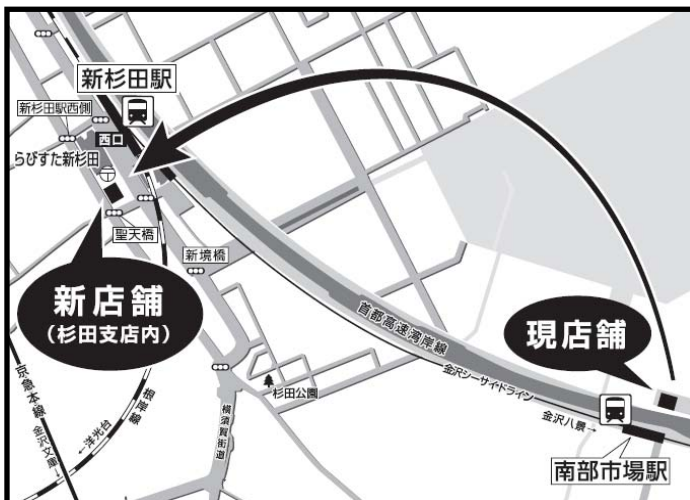 新杉田駅
新杉田駅西側
西口
らびすた新杉田
聖天橋
新境橋
新店舗
(杉田支店内)
首都高速湾岸線
現店舗
金沢シーサイドライン
金沢八景→
杉田公園
横須賀街道
根岸線
←洋光台
京急本線
金沢文庫↓
南部市場駅